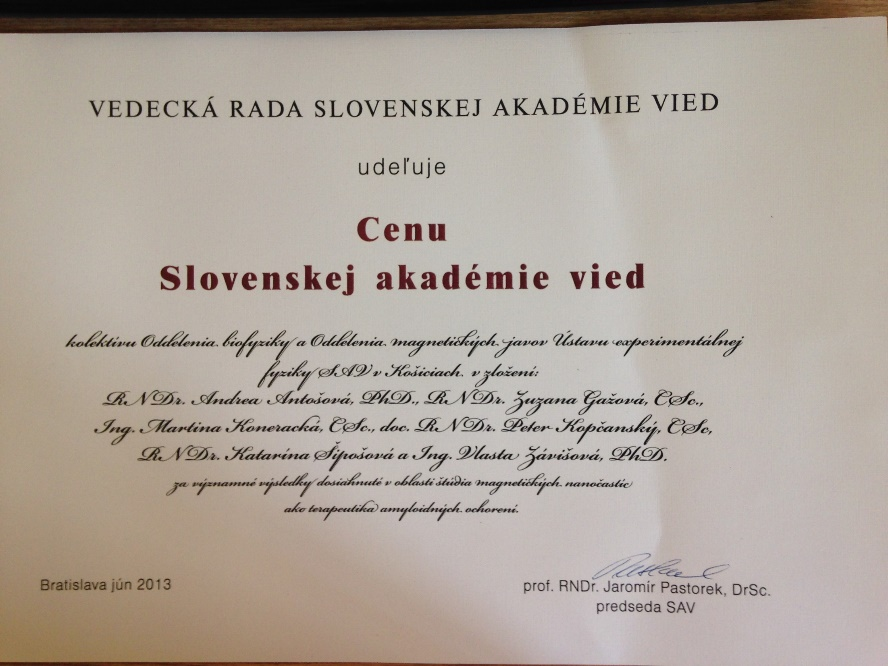 VEDECKÁ RADA SLOVENSKEJ AKADÉMIE VIED
udeľuje
Cenu
Slovenskej akadémie vied
kolektívu Oddelenia biofyziky a Oddelenia magnetických javov Ústavu experimentálnej
fyziky SAV v Košiciach v zložení:
RNDr. Andrea Antošová, PhD., RNDr. Zuzana Gažová, CSc.,
Ing. Martina Koneracká, CSc., doc. RNDr. Peter Kopčanský, CSc,
RNDr. Katarína Šipošová a Ing. Vlasta Závišová, PhD.
za významné výsledky dosiahnuté v oblasti štúdia magnetických nanočastíc
ako terapeutika amyloidných ochorení.
Bratislava jún 2013
prof. RNDr. Jaromír Pastorek, DrSc.
predseda SAV